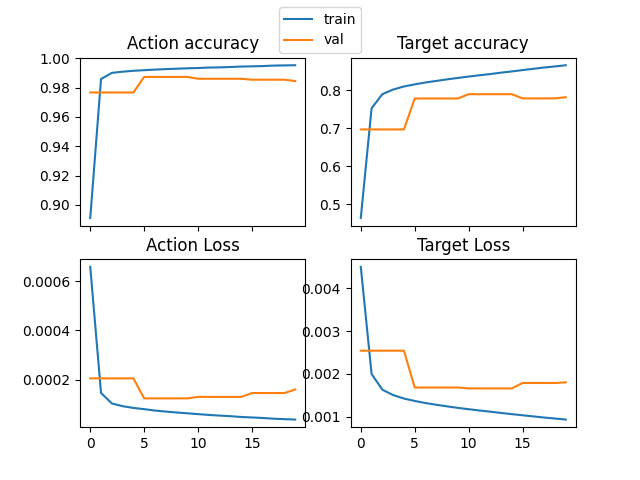 train
val
Action accuracy
Target accuracy
1.00
0.98
0.96
0.94
0.92
0.90
0.8
0.7
0.6
0.5
Action Loss
Target Loss
0.0006
0.0004
0.0002
0.004
0.003
0.002
0.001
0 5 10 15
0 5 10 15